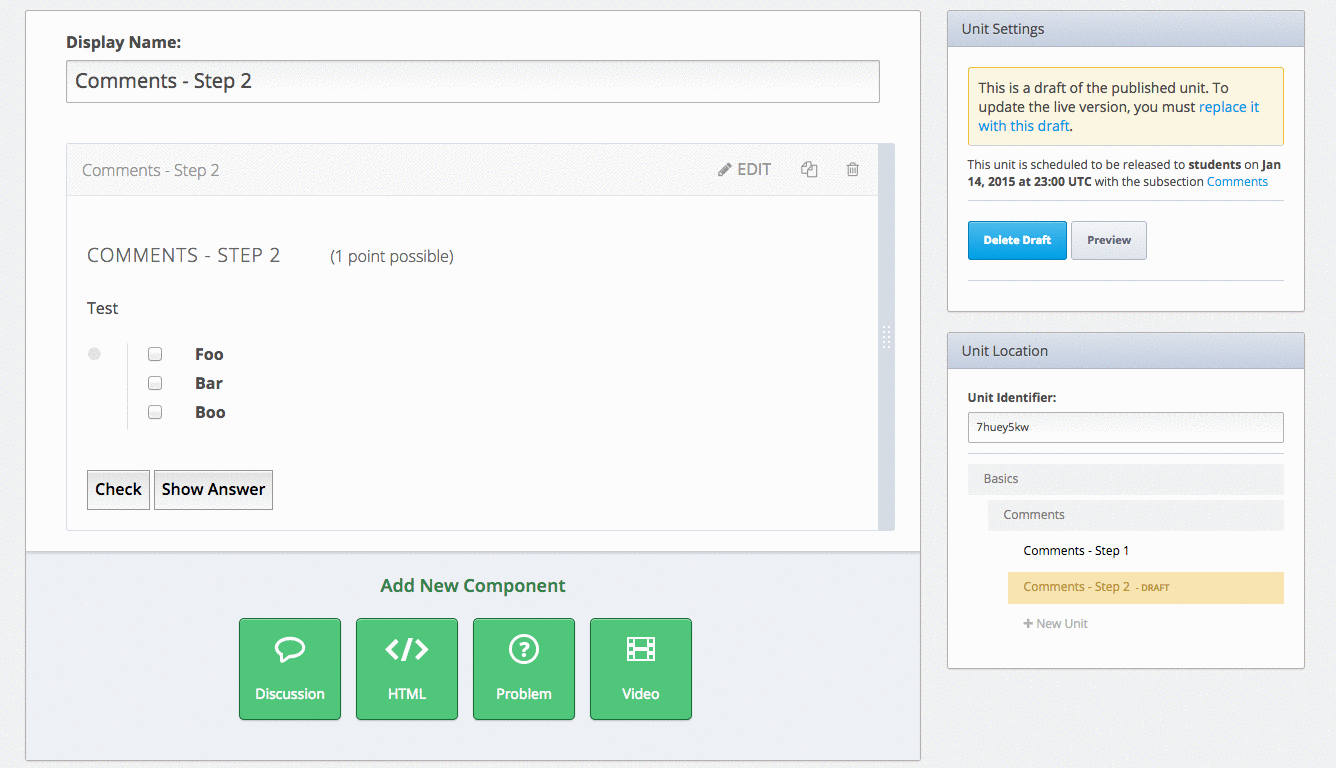 Display Name:
Comments - Step 2
Comments - Step 2
EDIT
COMMENTS - STEP 2 (1 point possible)
Test
Foo
Bar
Boo
Check Show Answer
Add New Component
Discussion HTML Problem Video
Unit Settings
This is a draft of the published unit. To
update the live version, you must replace it
with this draft.
This unit is scheduled to be released to students on Jan
14, 2015 at 23:00 UTC with the subsection Comments
Delete Draft Preview
Unit Location
Unit Identifier:
7huey5kw
Basics
Comments
Comments - Step 1
Comments - Step 2 - DRAFT
+ New Unit